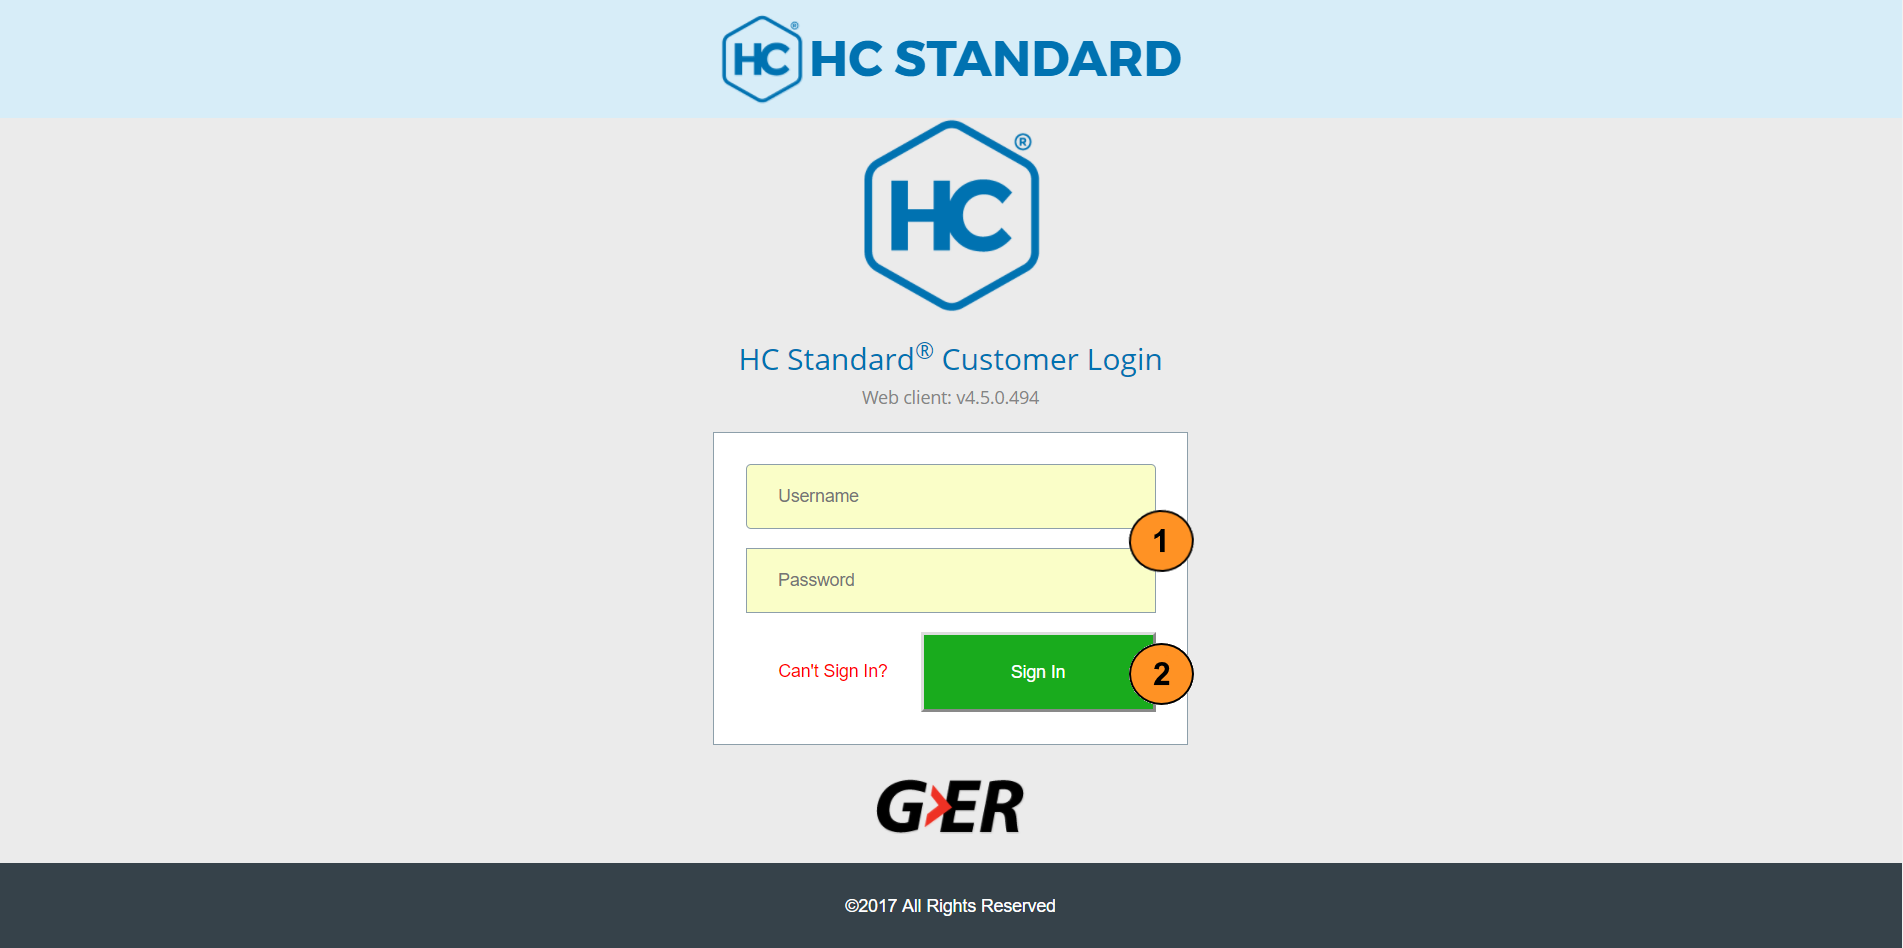 HC® HC STANDARD
HC®
HC Standard® Customer Login
Web client: v4.5.0.494
Username
1
Password
Can't Sign In?
Sign In
2
GER
©2017 All Rights Reserved